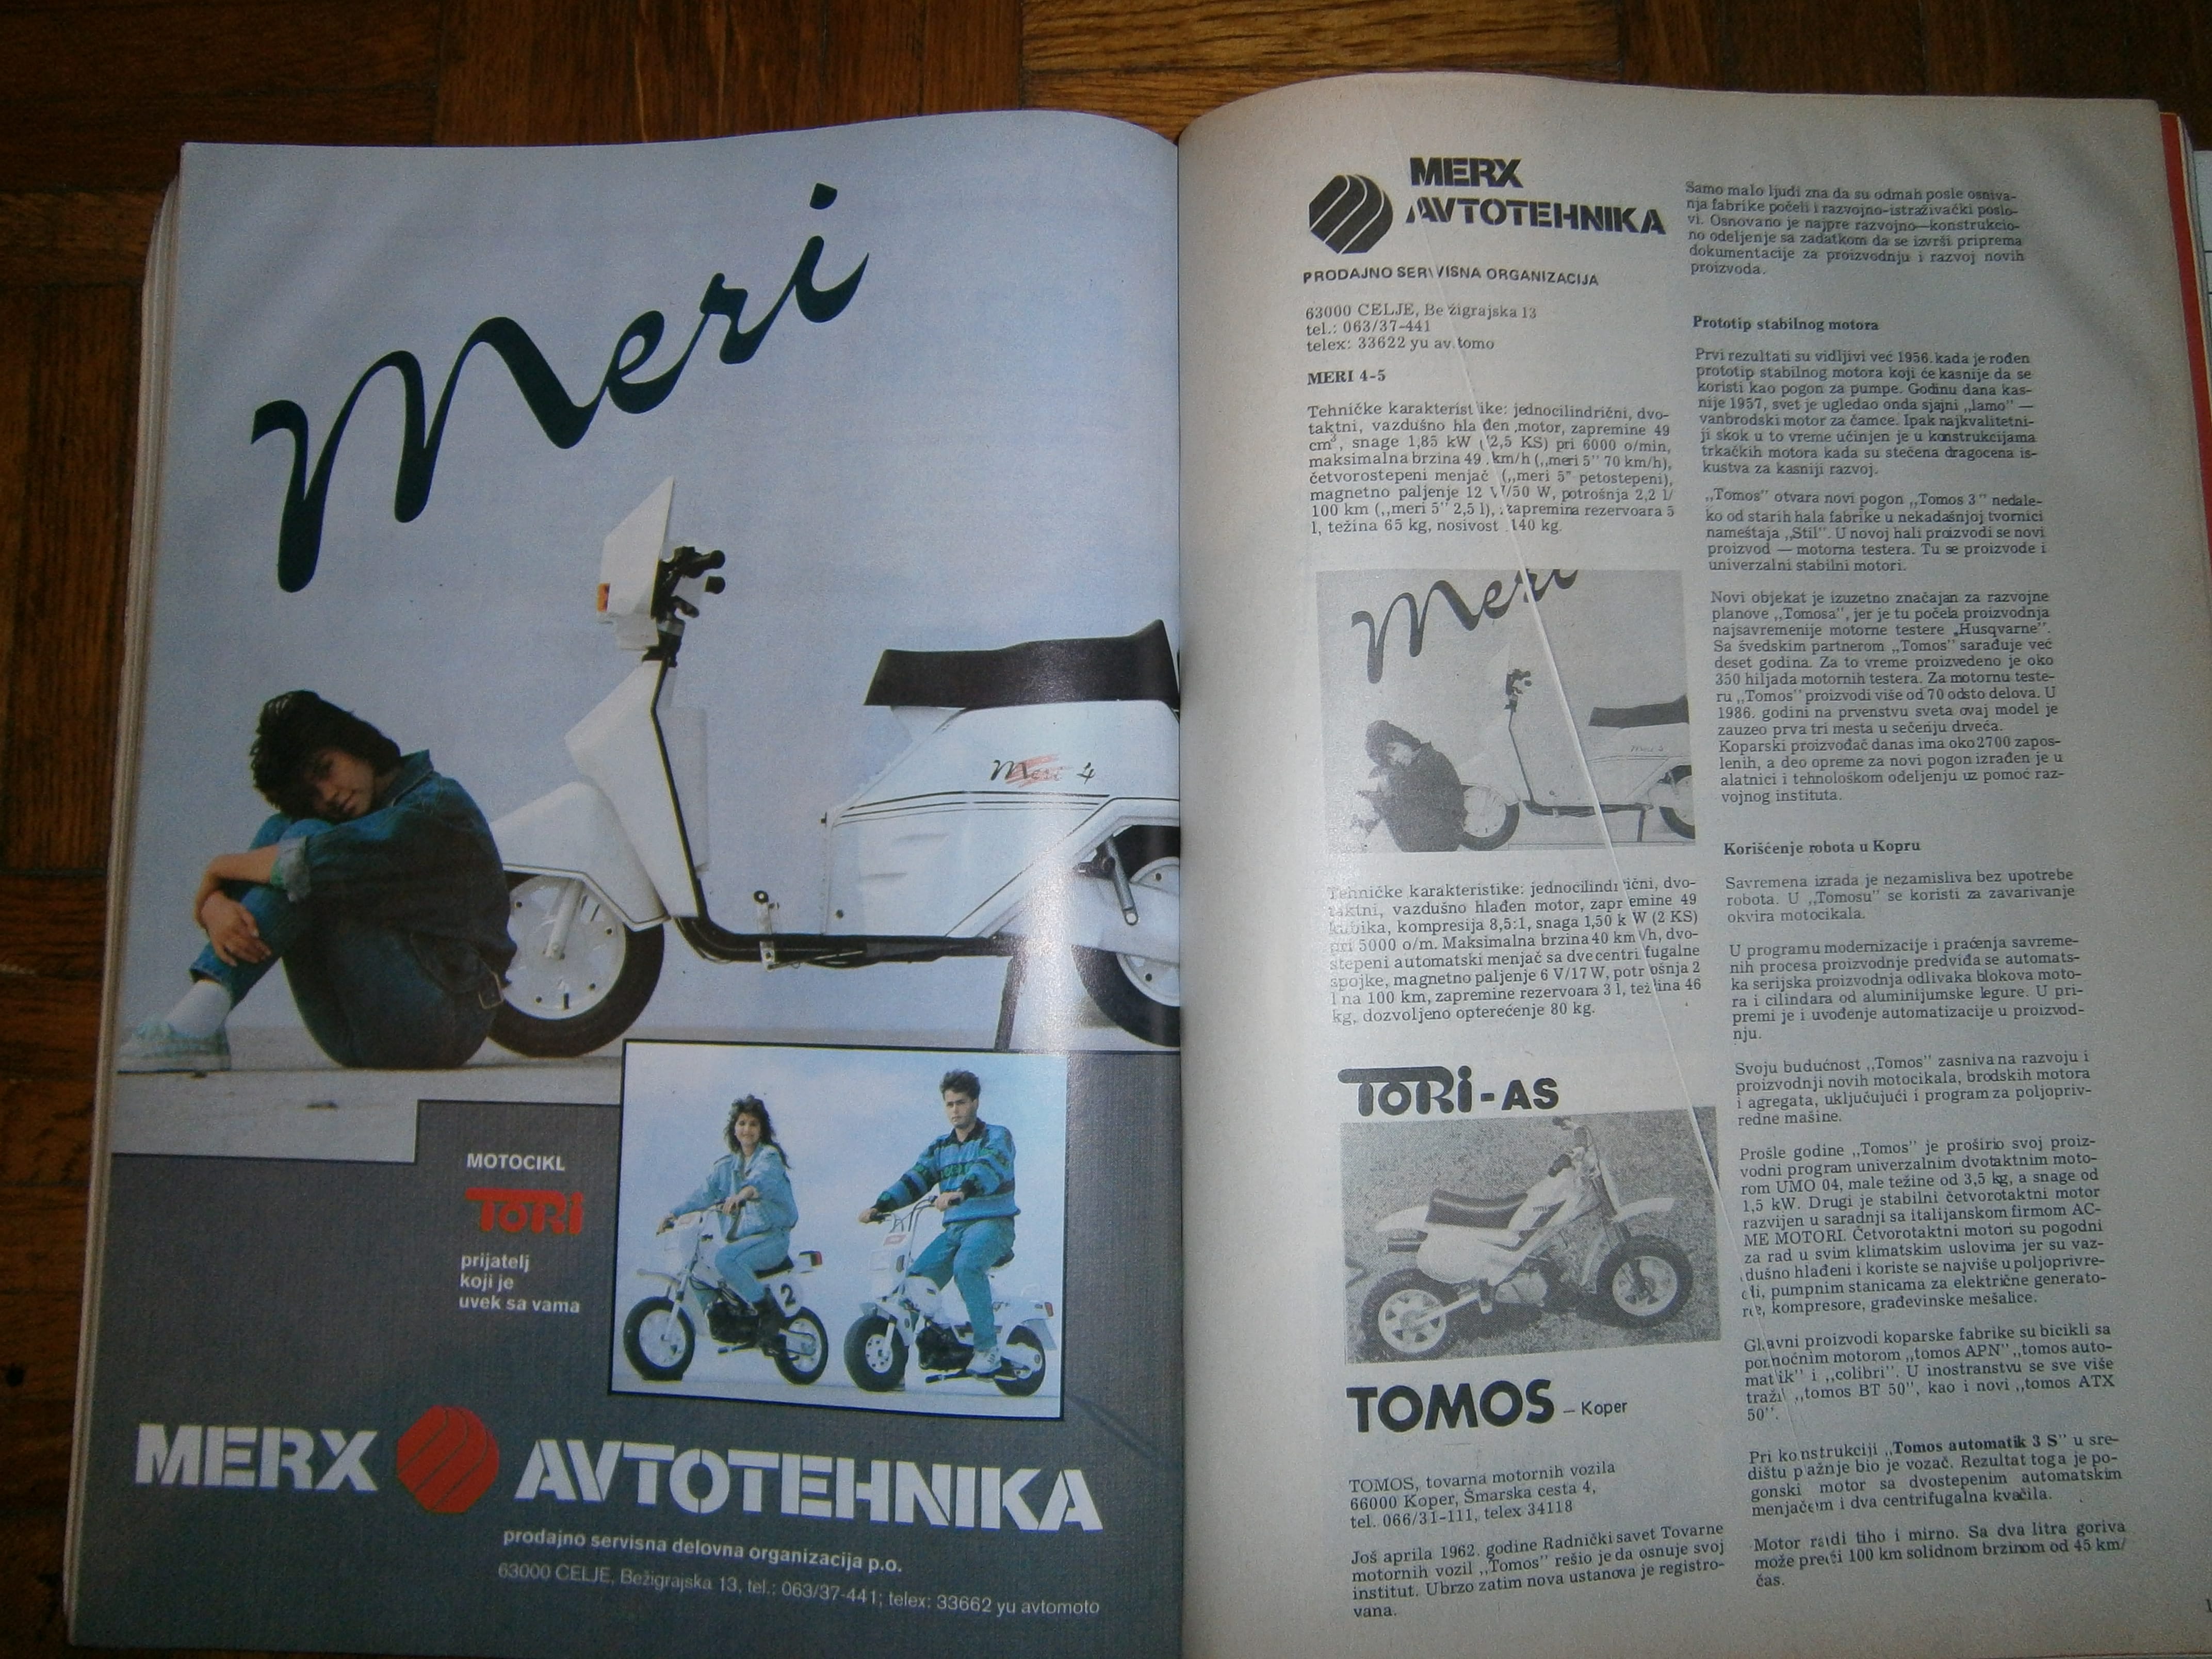 Meri
Meri 4
MOTOCIKL
TORi
prijatelj
koji je
uvek sa vama
2
MERX AVTOTEHNIKA
prodajno servisna delovna organizacija p.o.
63000 CELJE, Bežigrajska 13, tel.: 063/37-441; telex: 33662 yu avtomoto
MERX
AVTOTEHNIKA
PRODAJNO SERVISNA ORGANIZACIJA
63000 CELJE, Bežigrajska 13
tel.: 063/37-441
telex: 33622 yu av.tomo
MERI 4-5
Tehničke karakteristike: jednocilindrični, dvo-
taktni, vazdušno hlađen motor, zapremine 49
cm³, snage 1,85 kW (2,5 KS) pri 6000 o/min,
maksimalna brzina 49 km/h („meri 5" 70 km/h),
četvorostepeni menjač („meri 5" petostepeni),
magnetno paljenje 12 V/50 W, potrošnja 2,2 l/
100 km („meri 5" 2,5 l), zapremina rezervoara 5
l, težina 65 kg, nosivost 140 kg.
Meri
Meri 4
Tehničke karakteristike: jednocilindrični, dvo-
taktni, vazdušno hlađen motor, zapremine 49
kubika, kompresija 8,5:1, snaga 1,50 kW (2 KS)
pri 5000 o/m. Maksimalna brzina 40 km/h, dvo-
stepeni automatski menjač sa dve centrifugalne
spojke, magnetno paljenje 6 V/17 W, potrošnja 2
l na 100 km, zapremine rezervoara 3 l, težina 46
kg, dozvoljeno opterećenje 80 kg.
TORi-AS
TOMOS – Koper
TOMOS, tovarna motornih vozila
66000 Koper, Šmarska cesta 4,
tel. 066/31-111, telex 34118
Još aprila 1962. godine Radnički savet Tovarne
motornih vozil „Tomos" rešio je da osnuje svoj
institut. Ubrzo zatim nova ustanova je registro-
vana.
Samo malo ljudi zna da su odmah posle osniva-
nja fabrike počeli i razvojno-istraživački poslo-
vi. Osnovano je najpre razvojno—konstrukcio-
no odeljenje sa zadatkom da se izvrši priprema
dokumentacije za proizvodnju i razvoj novih
proizvoda.
Prototip stabilnog motora
Prvi rezultati su vidljivi već 1956. kada je rođen
prototip stabilnog motora koji će kasnije da se
koristi kao pogon za pumpe. Godinu dana kas-
nije 1957, svet je ugledao onda sjajni „lamo" —
vanbrodski motor za čamce. Ipak najkvalitetni-
ji skok u to vreme učinjen je u konstrukcijama
trkačkih motora kada su stečena dragocena is-
kustva za kasniji razvoj.
„Tomos" otvara novi pogon „Tomos 3" nedale-
ko od starih hala fabrike u nekadašnjoj tvornici
nameštaja „Stil". U novoj hali proizvodi se novi
proizvod — motorna testera. Tu se proizvode i
univerzalni stabilni motori.
Novi objekat je izuzetno značajan za razvojne
planove „Tomosa", jer je tu počela proizvodnja
najsavremenije motorne testere „Husqvarne".
Sa švedskim partnerom „Tomos" sarađuje već
deset godina. Za to vreme proizvedeno je oko
350 hiljada motornih testera. Za motornu teste-
ru „Tomos" proizvodi više od 70 odsto delova. U
1986. godini na prvenstvu sveta ovaj model je
zauzeo prva tri mesta u sečenju drveća.
Koparski proizvođač danas ima oko 2700 zapos-
lenih, a deo opreme za novi pogon izrađen je u
alatnici i tehnološkom odeljenju uz pomoć raz-
vojnog instituta.
Korišćenje robota u Kopru
Savremena izrada je nezamisliva bez upotrebe
robota. U „Tomosu" se koristi za zavarivanje
okvira motocikala.
U programu modernizacije i praćenja savreme-
nih procesa proizvodnje predviđa se automats-
ka serijska proizvodnja odlivaka blokova moto-
ra i cilindara od aluminijumske legure. U pri-
premi je i uvođenje automatizacije u proizvod-
nju.
Svoju budućnost „Tomos" zasniva na razvoju i
proizvodnji novih motocikala, brodskih motora
i agregata, uključujući i program za poljopriv-
redne mašine.
Prošle godine „Tomos" je proširio svoj proiz-
vodni program univerzalnim dvotaktnim moto-
rom UMO 04, male težine od 3,5 kg, a snage od
1,5 kW. Drugi je stabilni četvorotaktni motor
razvijen u saradnji sa italijanskom firmom AC-
ME MOTORI. Četvorotaktni motori su pogodni
za rad u svim klimatskim uslovima jer su vaz-
dušno hlađeni i koriste se najviše u poljoprivre-
di, pumpnim stanicama za električne generato-
re, kompresore, građevinske mešalice.
Glavni proizvodi koparske fabrike su bicikli sa
pomoćnim motorom „tomos APN" „tomos auto-
matik" i „colibri". U inostranstvu se sve više
traži „tomos BT 50", kao i novi „tomos ATX
50".
Pri konstrukciji „Tomos automatik 3 S" u sre-
dištu pažnje bio je vozač. Rezultat toga je po-
gonski motor sa dvostepenim automatskim
menjačem i dva centrifugalna kvačila.
Motor radi tiho i mirno. Sa dva litra goriva
može preći 100 km solidnom brzinom od 45 km/
čas.